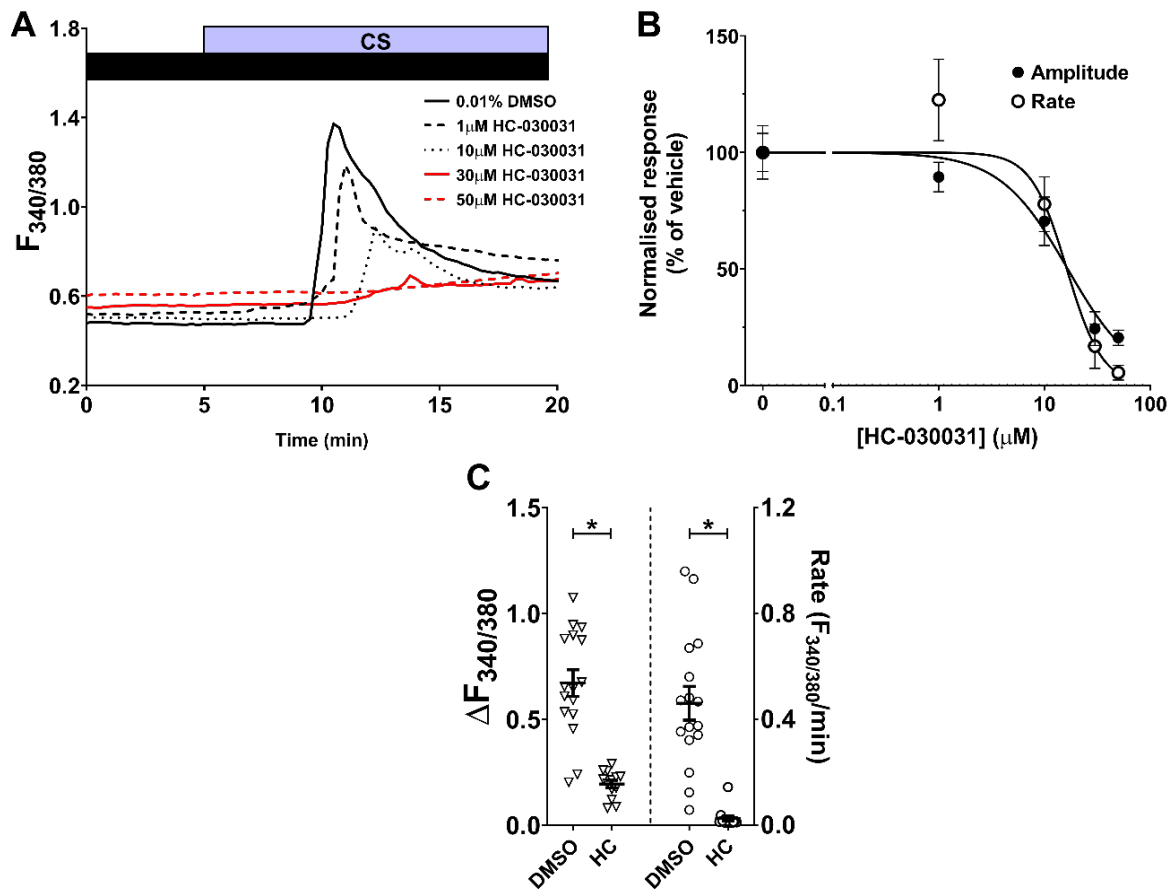 A
1.8
1.4
1.0
0.6
0.2
F340/380
CS
0.01% DMSO
1μM HC-030031
10μM HC-030031
30μM HC-030031
50μM HC-030031
0 5 10 15 20
Time (min)
B
150
100
50
0
Normalised response
(% of vehicle)
Amplitude
Rate
0 0.1 1 10 100
[HC-030031] (μM)
C
1.5
1.0
0.5
0.0
ΔF340/380
* *
1.2
0.8
0.4
0.0
Rate (F340/380/min)
DMSO HC DMSO HC